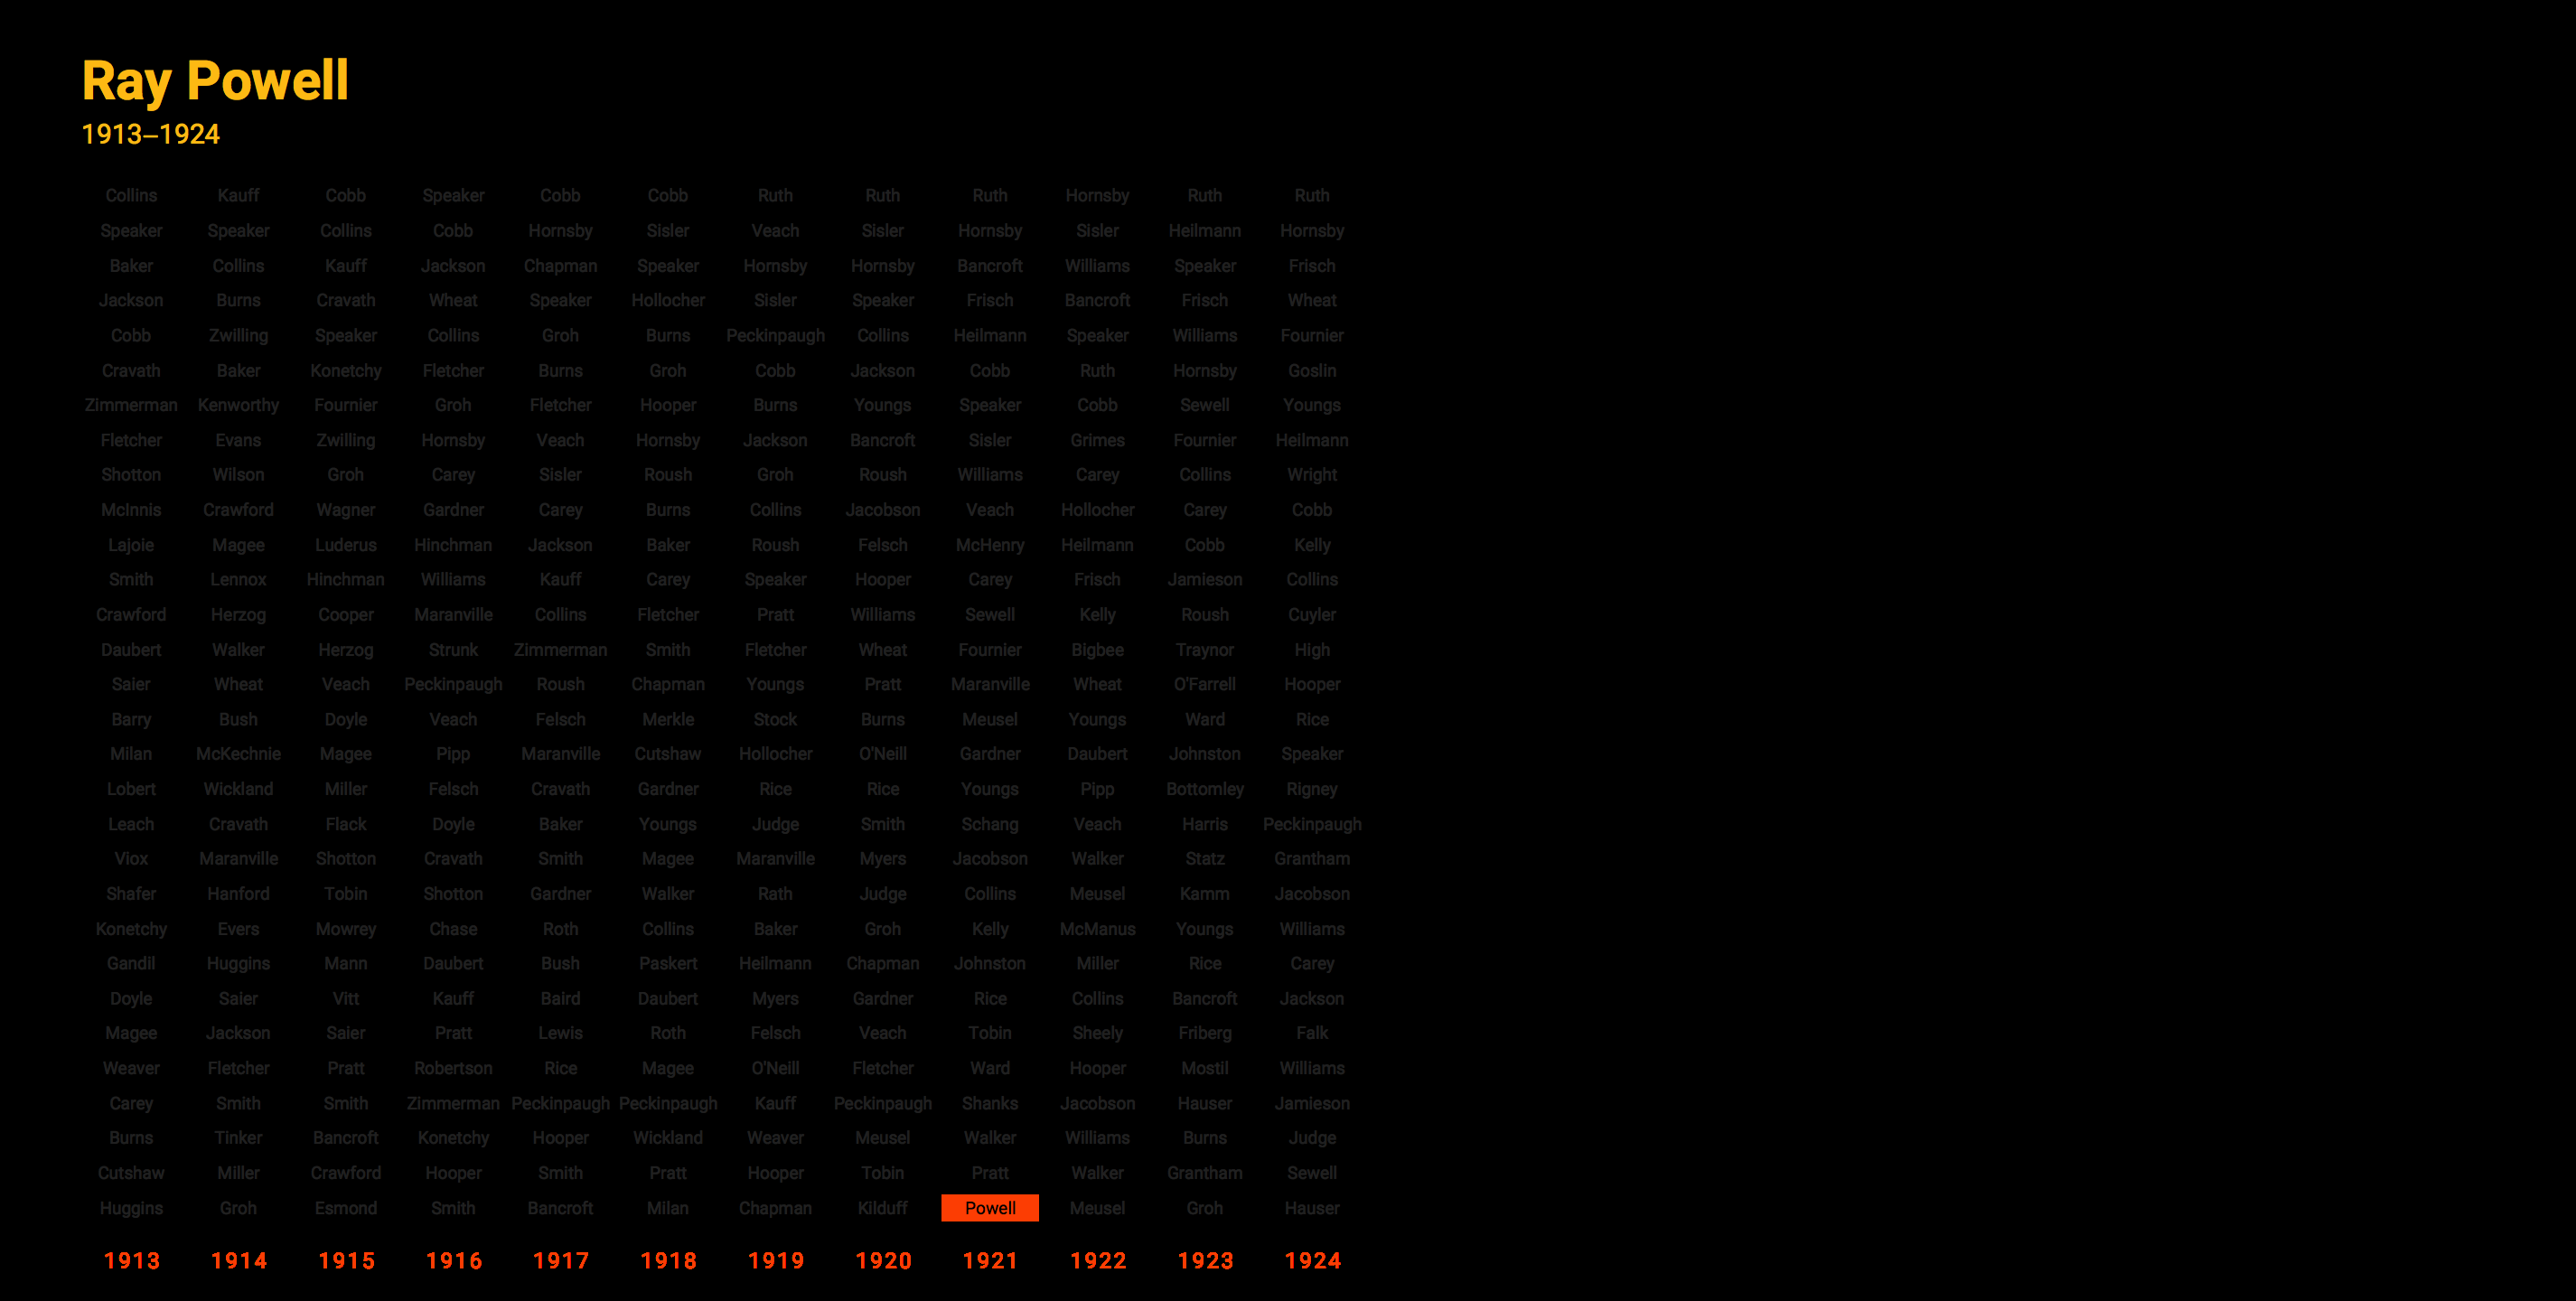 Ray Powell
1913–1924
Collins Kauff Cobb Speaker Cobb Cobb Ruth Ruth Ruth Hornsby Ruth Ruth
Speaker Speaker Collins Cobb Hornsby Sisler Veach Sisler Hornsby Sisler Heilmann Hornsby
Baker Collins Kauff Jackson Chapman Speaker Hornsby Hornsby Bancroft Williams Speaker Frisch
Jackson Burns Cravath Wheat Speaker Hollocher Sisler Speaker Frisch Bancroft Frisch Wheat
Cobb Zwilling Speaker Collins Groh Burns Peckinpaugh Collins Heilmann Speaker Williams Fournier
Cravath Baker Konetchy Fletcher Burns Groh Cobb Jackson Cobb Ruth Hornsby Goslin
Zimmerman Kenworthy Fournier Groh Fletcher Hooper Burns Youngs Speaker Cobb Sewell Youngs
Fletcher Evans Zwilling Hornsby Veach Hornsby Jackson Bancroft Sisler Grimes Fournier Heilmann
Shotton Wilson Groh Carey Sisler Roush Groh Roush Williams Carey Collins Wright
McInnis Crawford Wagner Gardner Carey Burns Collins Jacobson Veach Hollocher Carey Cobb
Lajoie Magee Luderus Hinchman Jackson Baker Roush Felsch McHenry Heilmann Cobb Kelly
Smith Lennox Hinchman Williams Kauff Carey Speaker Hooper Carey Frisch Jamieson Collins
Crawford Herzog Cooper Maranville Collins Fletcher Pratt Williams Sewell Kelly Roush Cuyler
Daubert Walker Herzog Strunk Zimmerman Smith Fletcher Wheat Fournier Bigbee Traynor High
Saier Wheat Veach Peckinpaugh Roush Chapman Youngs Pratt Maranville Wheat O'Farrell Hooper
Barry Bush Doyle Veach Felsch Merkle Stock Burns Meusel Youngs Ward Rice
Milan McKechnie Magee Pipp Maranville Cutshaw Hollocher O'Neill Gardner Daubert Johnston Speaker
Lobert Wickland Miller Felsch Cravath Gardner Rice Rice Youngs Pipp Bottomley Rigney
Leach Cravath Flack Doyle Baker Youngs Judge Smith Schang Veach Harris Peckinpaugh
Viox Maranville Shotton Cravath Smith Magee Maranville Myers Jacobson Walker Statz Grantham
Shafer Hanford Tobin Shotton Gardner Walker Rath Judge Collins Meusel Kamm Jacobson
Konetchy Evers Mowrey Chase Roth Collins Baker Groh Kelly McManus Youngs Williams
Gandil Huggins Mann Daubert Bush Paskert Heilmann Chapman Johnston Miller Rice Carey
Doyle Saier Vitt Kauff Baird Daubert Myers Gardner Rice Collins Bancroft Jackson
Magee Jackson Saier Pratt Lewis Roth Felsch Veach Tobin Sheely Friberg Falk
Weaver Fletcher Pratt Robertson Rice Magee O'Neill Fletcher Ward Hooper Mostil Williams
Carey Smith Smith Zimmerman Peckinpaugh Peckinpaugh Kauff Peckinpaugh Shanks Jacobson Hauser Jamieson
Burns Tinker Bancroft Konetchy Hooper Wickland Weaver Meusel Walker Williams Burns Judge
Cutshaw Miller Crawford Hooper Smith Pratt Hooper Tobin Pratt Walker Grantham Sewell
Huggins Groh Esmond Smith Bancroft Milan Chapman Kilduff Powell Meusel Groh Hauser
1913 1914 1915 1916 1917 1918 1919 1920 1921 1922 1923 1924